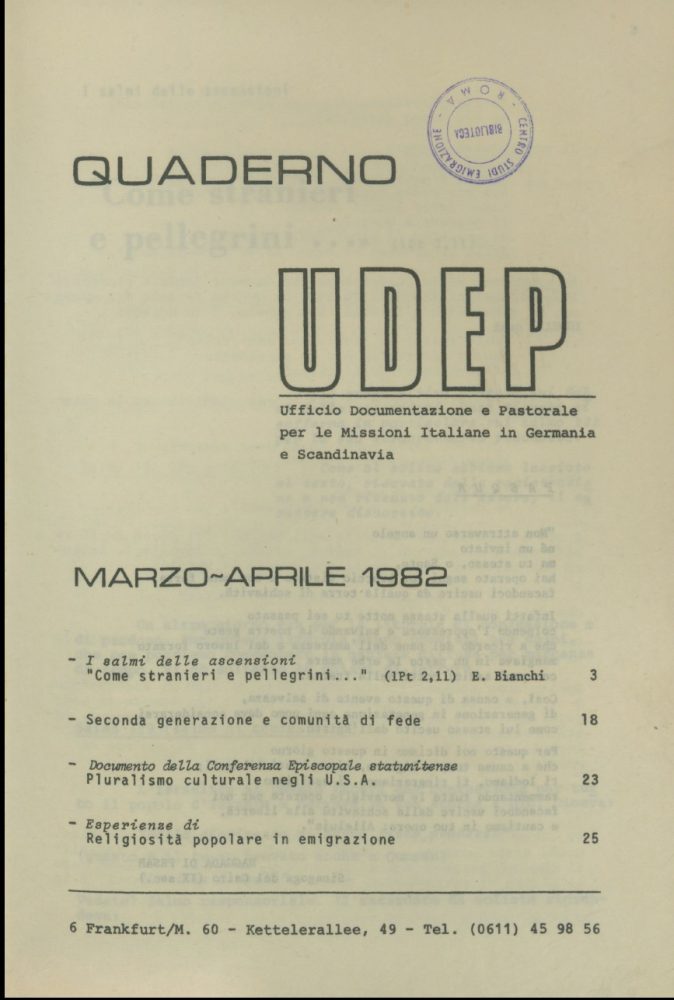 CENTRO STUDI EMIGRAZIONE - ROMA -
BIBLIOTECA
QUADERNO
UDEP
Ufficio Documentazione e Pastorale
per le Missioni Italiane in Germania
e Scandinavia
MARZO~APRILE 1982
- I salmi delle ascensioni
"Come stranieri e pellegrini..." (1Pt 2,11) E. Bianchi 3
- Seconda generazione e comunità di fede 18
- Documento della Conferenza Episcopale statunitense
Pluralismo culturale negli U.S.A. 23
- Esperienze di
Religiosità popolare in emigrazione 25
6 Frankfurt/M. 60 - Kettelerallee, 49 - Tel. (0611) 45 98 56